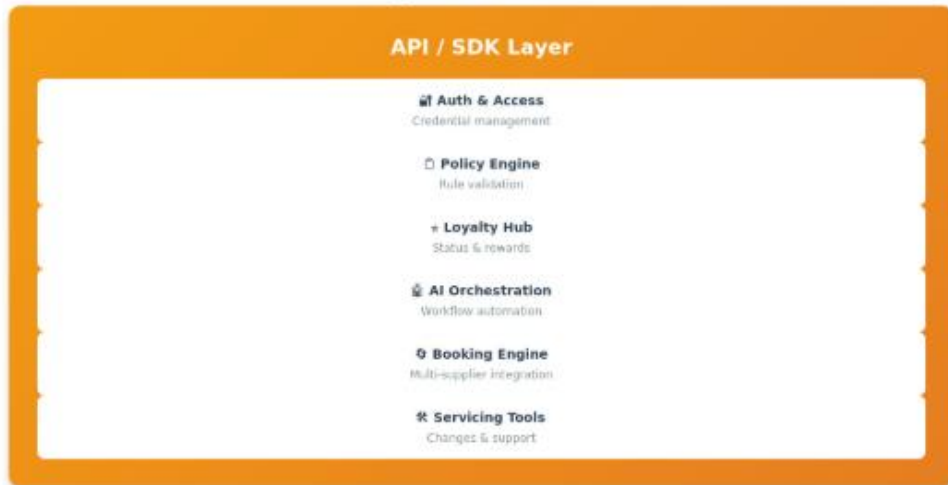 API / SDK Layer
🔐 Auth & Access
Credential management
📋 Policy Engine
Rule validation
⭐ Loyalty Hub
Status & rewards
🤖 AI Orchestration
Workflow automation
🔄 Booking Engine
Multi-supplier integration
🛠 Servicing Tools
Changes & support